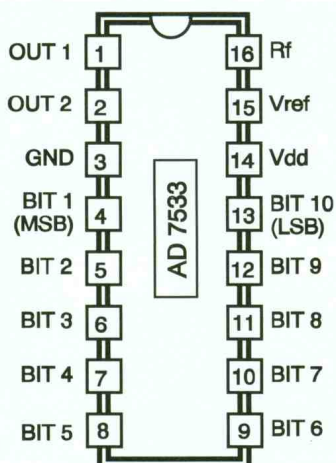 OUT 1 1 16 Rf
OUT 2 2 15 Vref
GND 3 14 Vdd
BIT 1 (MSB) 4 13 BIT 10 (LSB)
BIT 2 5 12 BIT 9
BIT 3 6 11 BIT 8
BIT 4 7 10 BIT 7
BIT 5 8 9 BIT 6
AD 7533